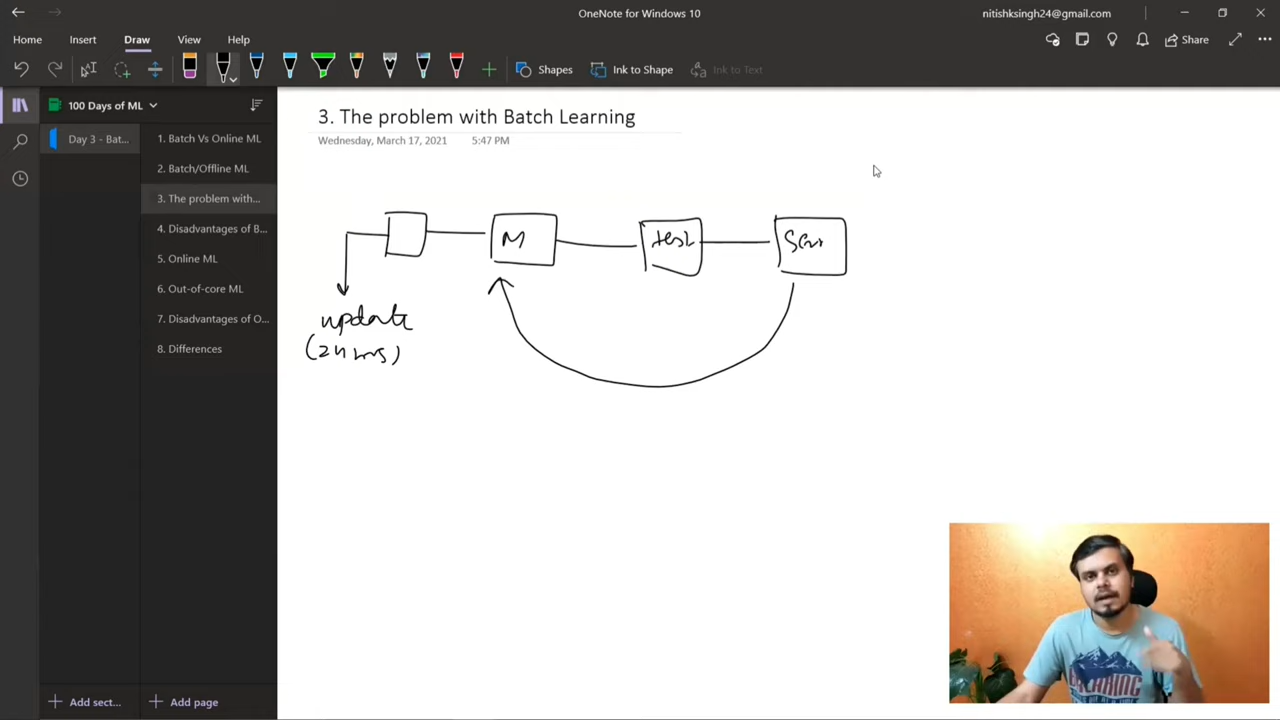 OneNote for Windows 10
nitishksingh24@gmail.com
Home
Insert
Draw
View
Help
Share
Shapes
Ink to Shape
Ink to Text
100 Days of ML
Day 3 - Bat...
1. Batch Vs Online ML
2. Batch/Offline ML
3. The problem with...
4. Disadvantages of B...
5. Online ML
6. Out-of-core ML
7. Disadvantages of O...
8. Differences
Add sect...
Add page
3. The problem with Batch Learning
Wednesday, March 17, 2021 5:47 PM
M
test
update
(24 hrs)